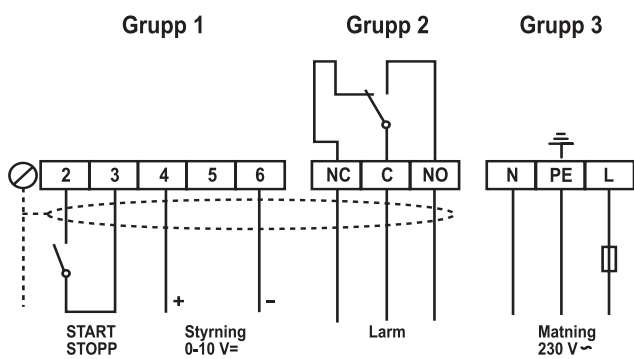 Grupp 1 Grupp 2 Grupp 3
2 3 4 5 6 NC C NO N PE L
+ -
START
STOPP
Styrning
0-10 V=
Larm
Matning
230 V ~